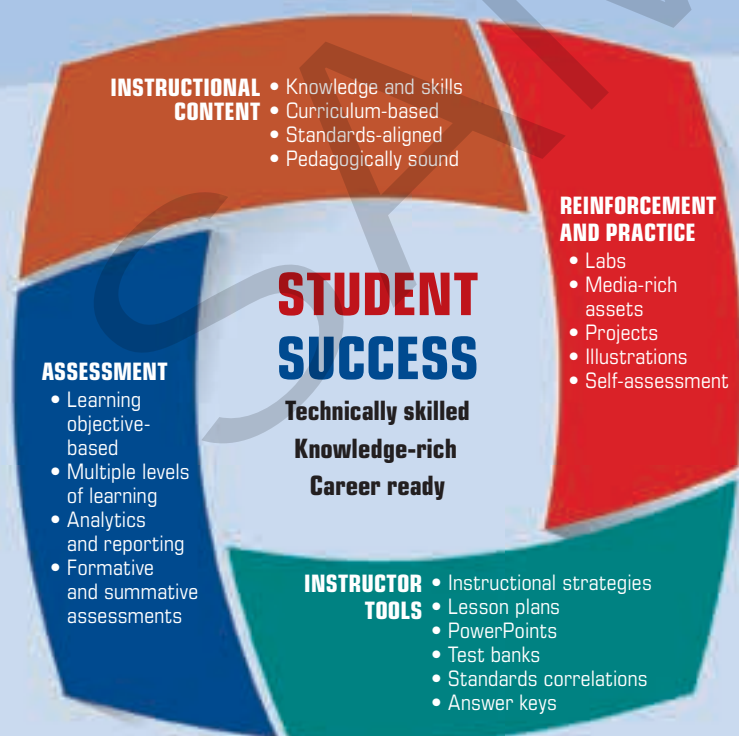 INSTRUCTIONAL
CONTENT
• Knowledge and skills
• Curriculum-based
• Standards-aligned
• Pedagogically sound
REINFORCEMENT
AND PRACTICE
• Labs
• Media-rich
assets
• Projects
• Illustrations
• Self-assessment
STUDENT
SUCCESS
Technically skilled
Knowledge-rich
Career ready
ASSESSMENT
• Learning
objective-
based
• Multiple levels
of learning
• Analytics
and reporting
• Formative
and summative
assessments
INSTRUCTOR
TOOLS
• Instructional strategies
• Lesson plans
• PowerPoints
• Test banks
• Standards correlations
• Answer keys